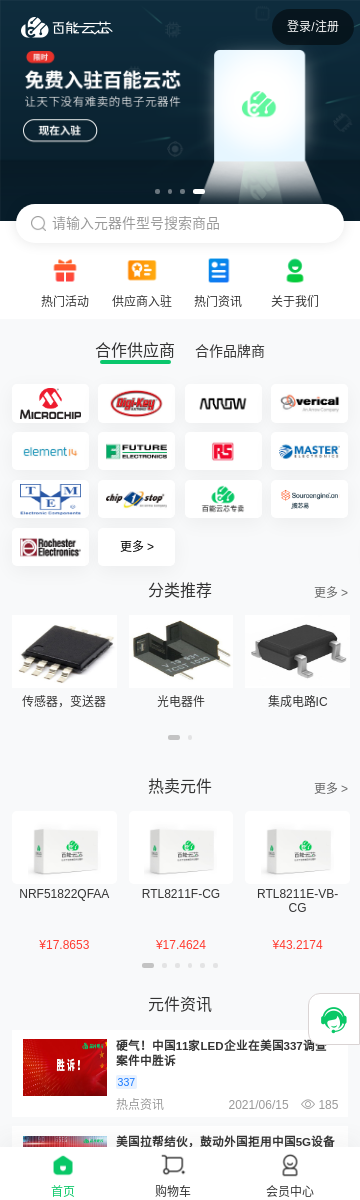 百能云芯
登录/注册
限时
免费入驻百能云芯
让天下没有难卖的电子元器件
现在入驻
请输入元器件型号搜索商品
热门活动
供应商入驻
热门资讯
关于我们
合作供应商
合作品牌商
MICROCHIP
Digi-Key
ARROW
verical
element14
FUTURE ELECTRONICS
RS
MASTER ELECTRONICS
TME
Electronic Components
chip 1 stop
百能云芯专卖
Sourcengine.cn
搜芯易
Rochester Electronics
更多 >
分类推荐
更多 >
传感器，变送器
光电器件
集成电路IC
热卖元件
更多 >
百能云芯
百能云芯
百能云芯
NRF51822QFAA
RTL8211F-CG
RTL8211E-VB-
CG
¥17.8653
¥17.4624
¥43.2174
元件资讯
胜诉!
硬气！中国11家LED企业在美国337调查
案件中胜诉
337
热点资讯
2021/06/15
185
美国拉帮结伙，鼓动外国拒用中国5G设备
首页
购物车
会员中心